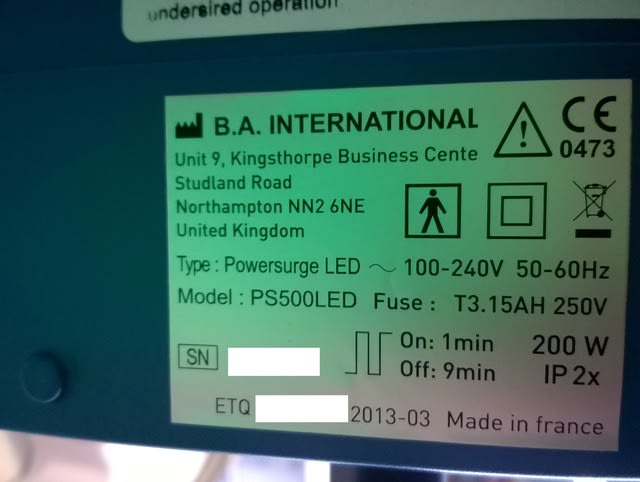 undersired operation
B.A. INTERNATIONAL
Unit 9, Kingsthorpe Business Cente
Studland Road
Northampton NN2 6NE
United Kingdom
CE
0473
Type : Powersurge LED ~ 100-240V 50-60Hz
Model : PS500LED Fuse : T3.15AH 250V
SN
On: 1min 200 W
Off: 9min IP 2x
ETQ 2013-03 Made in france